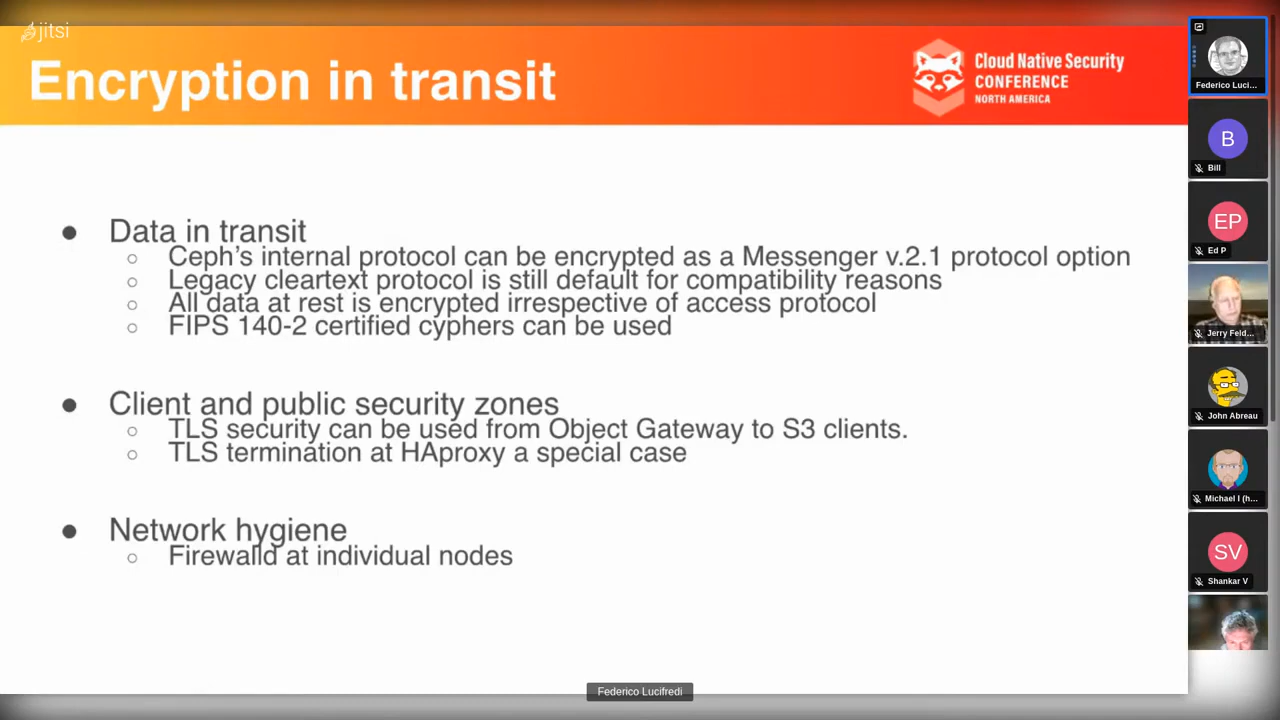 jitsi
Encryption in transit
Cloud Native Security
CONFERENCE
NORTH AMERICA
● Data in transit
○ Ceph's internal protocol can be encrypted as a Messenger v.2.1 protocol option
○ Legacy cleartext protocol is still default for compatibility reasons
○ All data at rest is encrypted irrespective of access protocol
○ FIPS 140-2 certified cyphers can be used
● Client and public security zones
○ TLS security can be used from Object Gateway to S3 clients.
○ TLS termination at HAproxy a special case
● Network hygiene
○ Firewalld at individual nodes
Federico Lucifredi
Federico Luci...
B
Bill
EP
Ed P
Jerry Feld...
John Abreau
Michael I (h...
SV
Shankar V